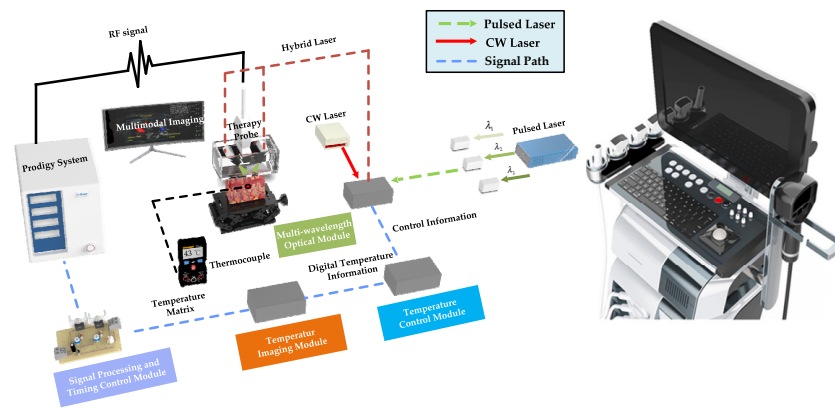 RF signal
Hybrid Laser
Pulsed Laser
CW Laser
Signal Path
Multimodal Imaging
Therapy
Probe
CW Laser
λ1
λ2
λ3
Pulsed Laser
Prodigy System
Multi-wavelength
Optical Module
Control Information
43 ℃
Thermocouple
Digital Temperature
Information
Temperature
Matrix
Temperatur
Imaging Module
Temperature
Control Module
Signal Processing and
Timing Control Module